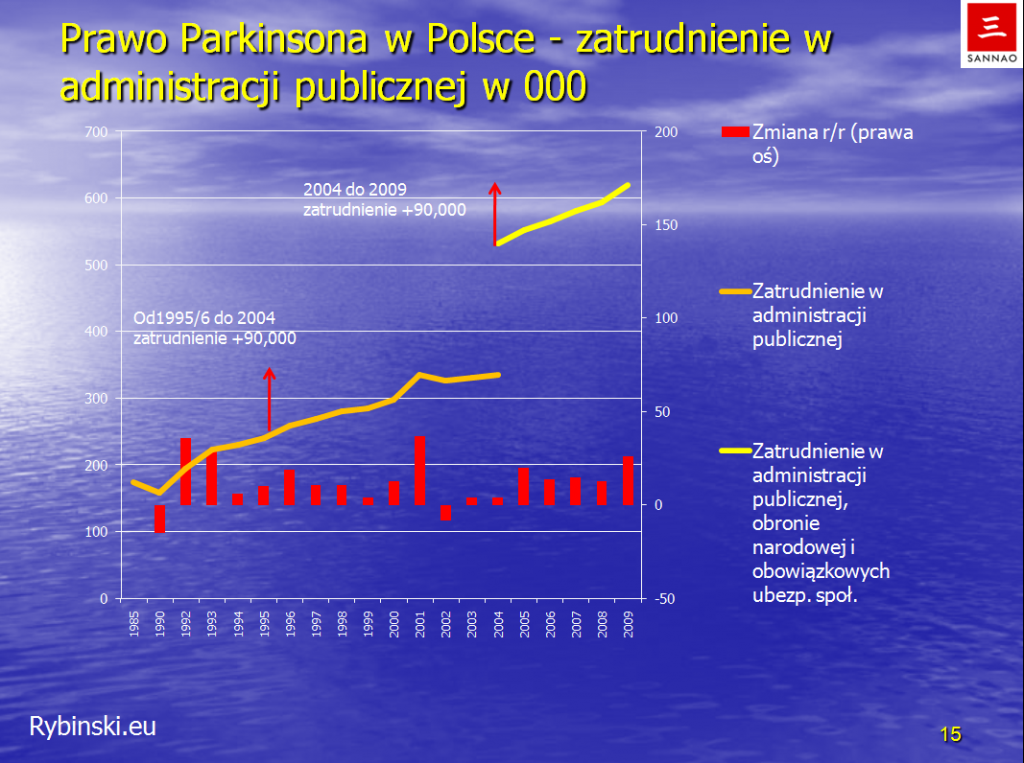 Prawo Parkinsona w Polsce - zatrudnienie w
administracji publicznej w 000
三
SANNAO
700
600
500
400
300
200
100
0
2004 do 2009
zatrudnienie +90,000
Od1995/6 do 2004
zatrudnienie +90,000
200
150
100
50
0
-50
1985
1990
1992
1993
1994
1995
1996
1997
1998
1999
2000
2001
2002
2003
2004
2005
2006
2007
2008
2009
Zmiana r/r (prawa
oś)
Zatrudnienie w
administracji
publicznej
Zatrudnienie w
administracji
publicznej,
obronie
narodowej i
obowiązkowych
ubezp. społ.
Rybinski.eu
15